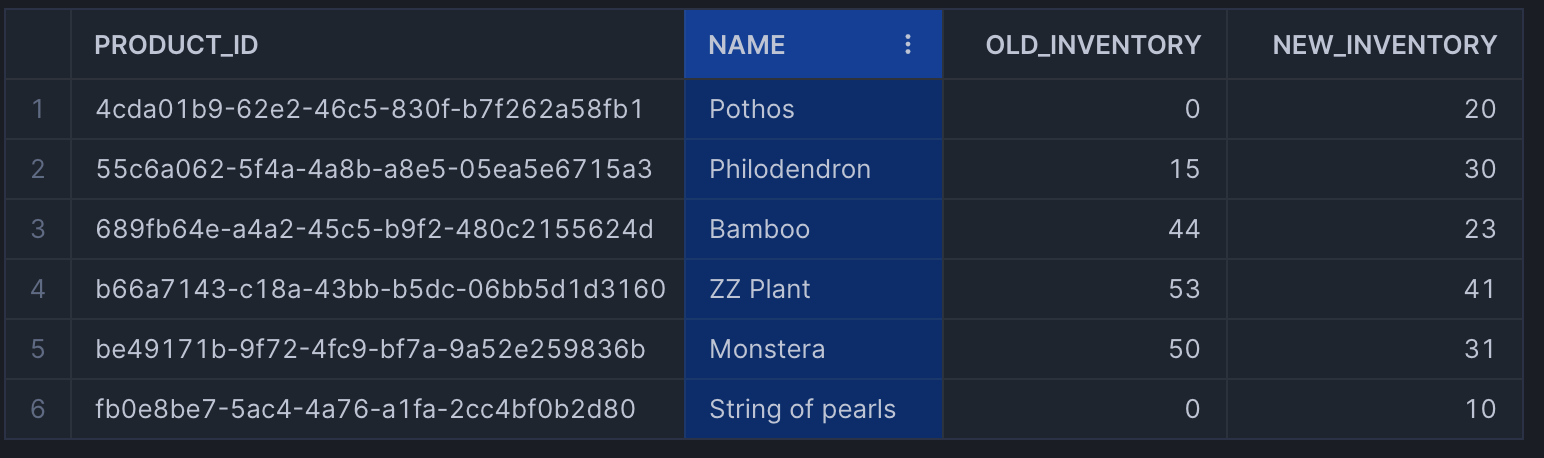 PRODUCT_ID NAME OLD_INVENTORY NEW_INVENTORY
1 4cda01b9-62e2-46c5-830f-b7f262a58fb1 Pothos 0 20
2 55c6a062-5f4a-4a8b-a8e5-05ea5e6715a3 Philodendron 15 30
3 689fb64e-a4a2-45c5-b9f2-480c2155624d Bamboo 44 23
4 b66a7143-c18a-43bb-b5dc-06bb5d1d3160 ZZ Plant 53 41
5 be49171b-9f72-4fc9-bf7a-9a52e259836b Monstera 50 31
6 fb0e8be7-5ac4-4a76-a1fa-2cc4bf0b2d80 String of pearls 0 10